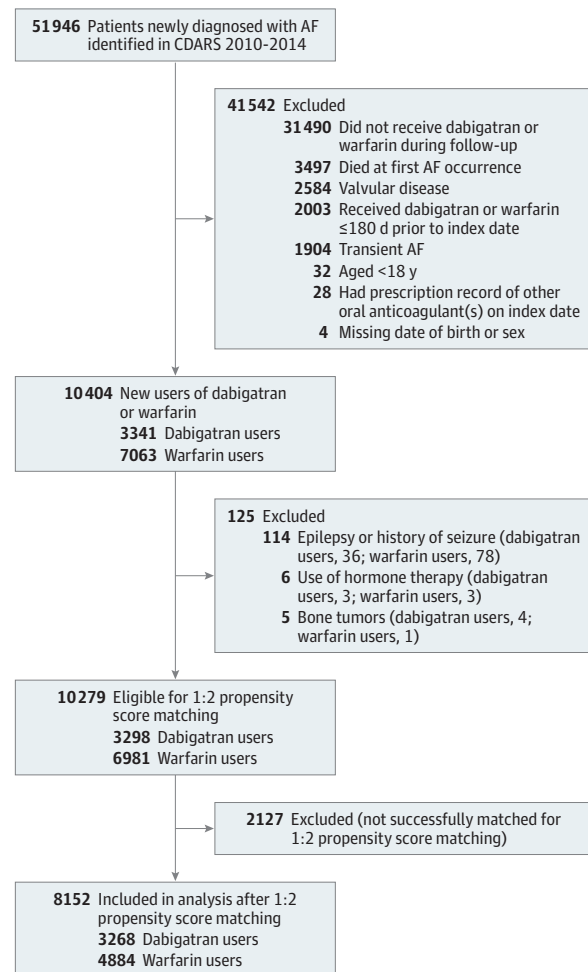 51946 Patients newly diagnosed with AF
identified in CDARS 2010-2014
41542 Excluded
31490 Did not receive dabigatran or
warfarin during follow-up
3497 Died at first AF occurrence
2584 Valvular disease
2003 Received dabigatran or warfarin
≤180 d prior to index date
1904 Transient AF
32 Aged <18 y
28 Had prescription record of other
oral anticoagulant(s) on index date
4 Missing date of birth or sex
10404 New users of dabigatran
or warfarin
3341 Dabigatran users
7063 Warfarin users
125 Excluded
114 Epilepsy or history of seizure (dabigatran
users, 36; warfarin users, 78)
6 Use of hormone therapy (dabigatran
users, 3; warfarin users, 3)
5 Bone tumors (dabigatran users, 4;
warfarin users, 1)
10279 Eligible for 1:2 propensity
score matching
3298 Dabigatran users
6981 Warfarin users
2127 Excluded (not successfully matched for
1:2 propensity score matching)
8152 Included in analysis after 1:2
propensity score matching
3268 Dabigatran users
4884 Warfarin users